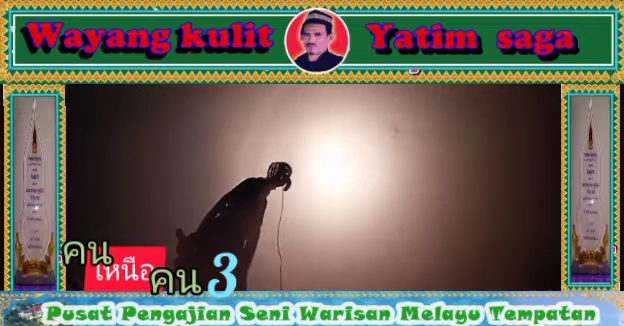 Wayang kulit Yatim saga
คน
เหนือ
คน 3
Pusat Pengajian Seni Warisan Melayu Tempatan